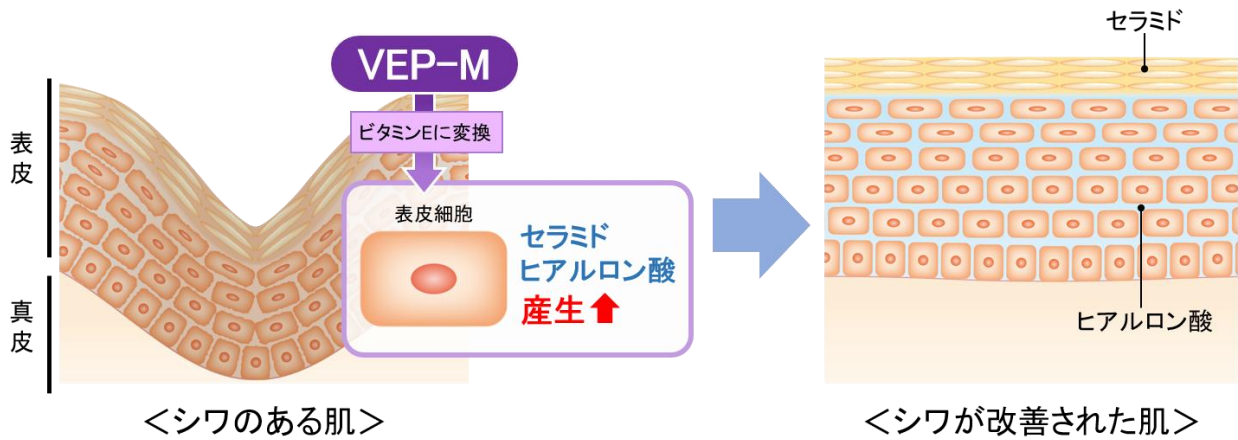 セラミド
VEP-M
ビタミンEに変換
表皮
表皮細胞
セラミド
ヒアルロン酸
産生
真皮
ヒアルロン酸
<シワのある肌>
<シワが改善された肌>